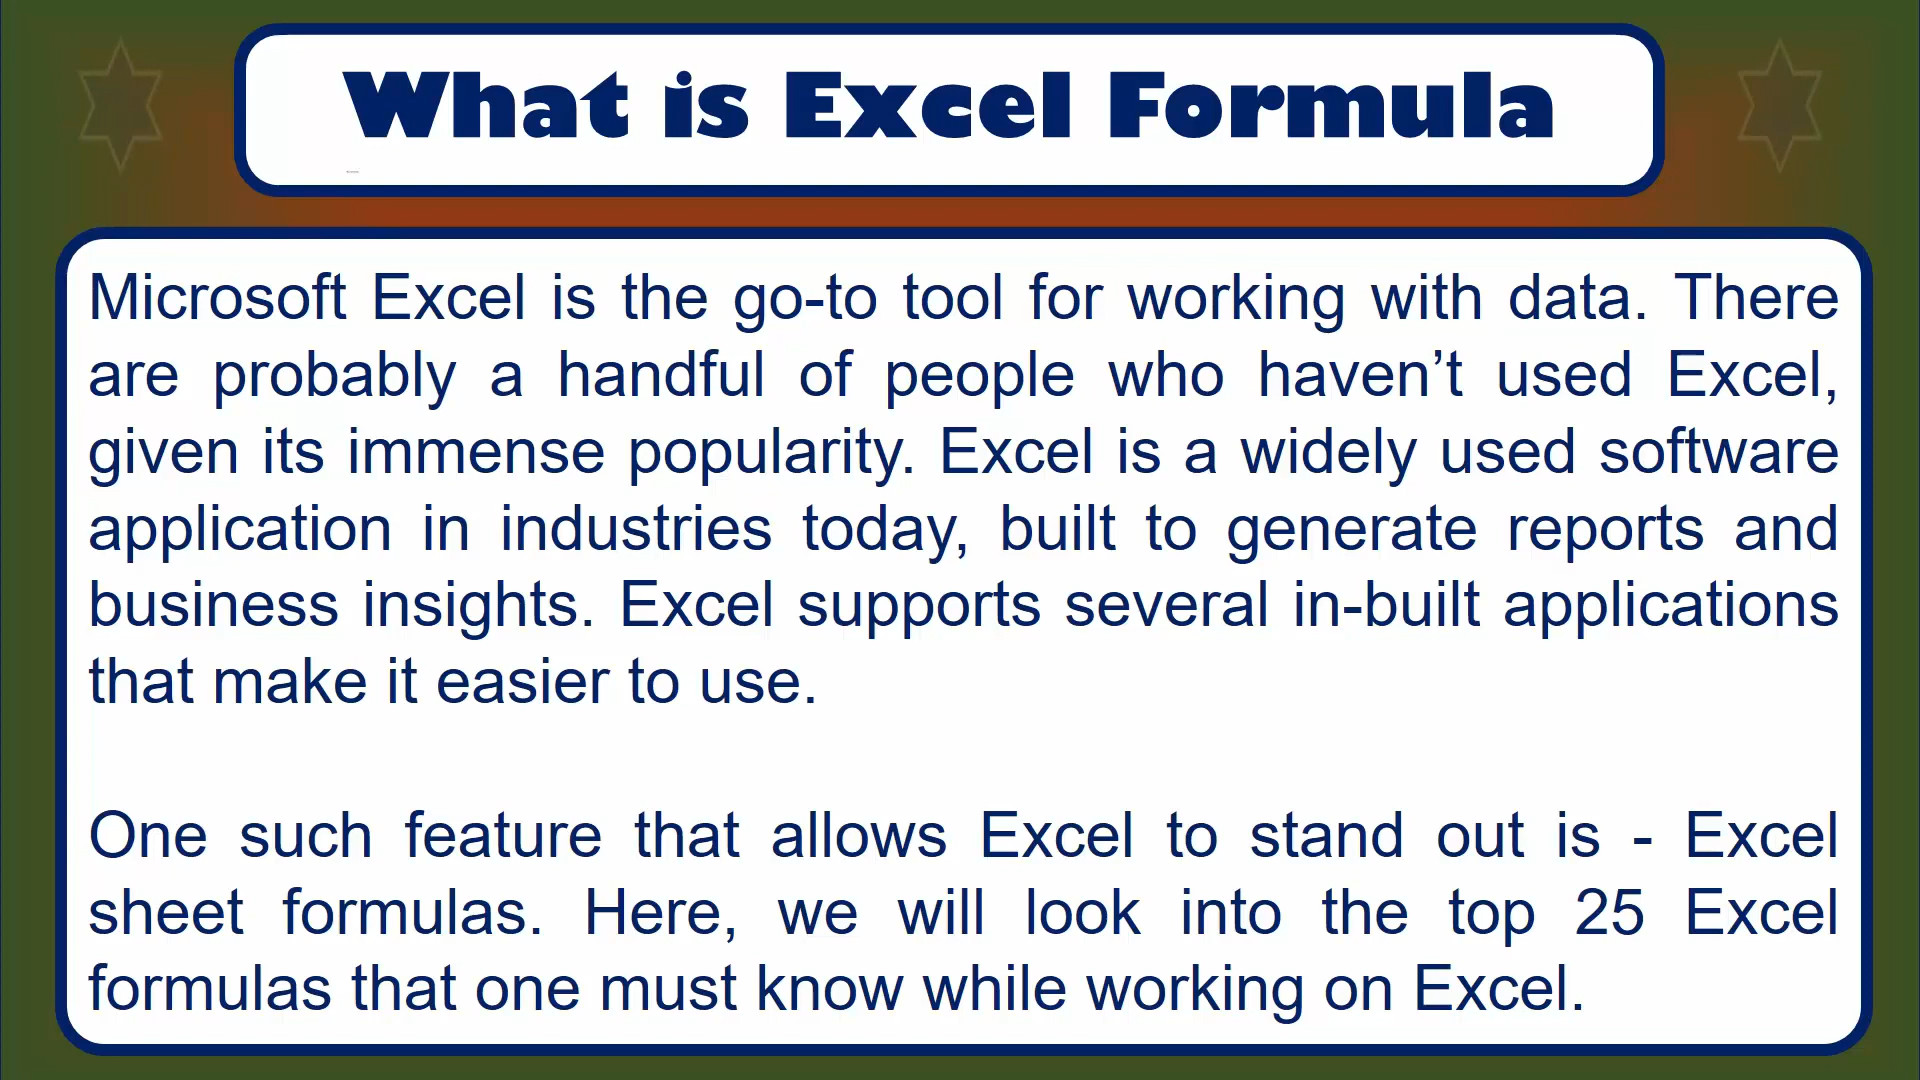 What is Excel Formula
Microsoft Excel is the go-to tool for working with data. There
are probably a handful of people who haven’t used Excel,
given its immense popularity. Excel is a widely used software
application in industries today, built to generate reports and
business insights. Excel supports several in-built applications
that make it easier to use.
One such feature that allows Excel to stand out is - Excel
sheet formulas. Here, we will look into the top 25 Excel
formulas that one must know while working on Excel.